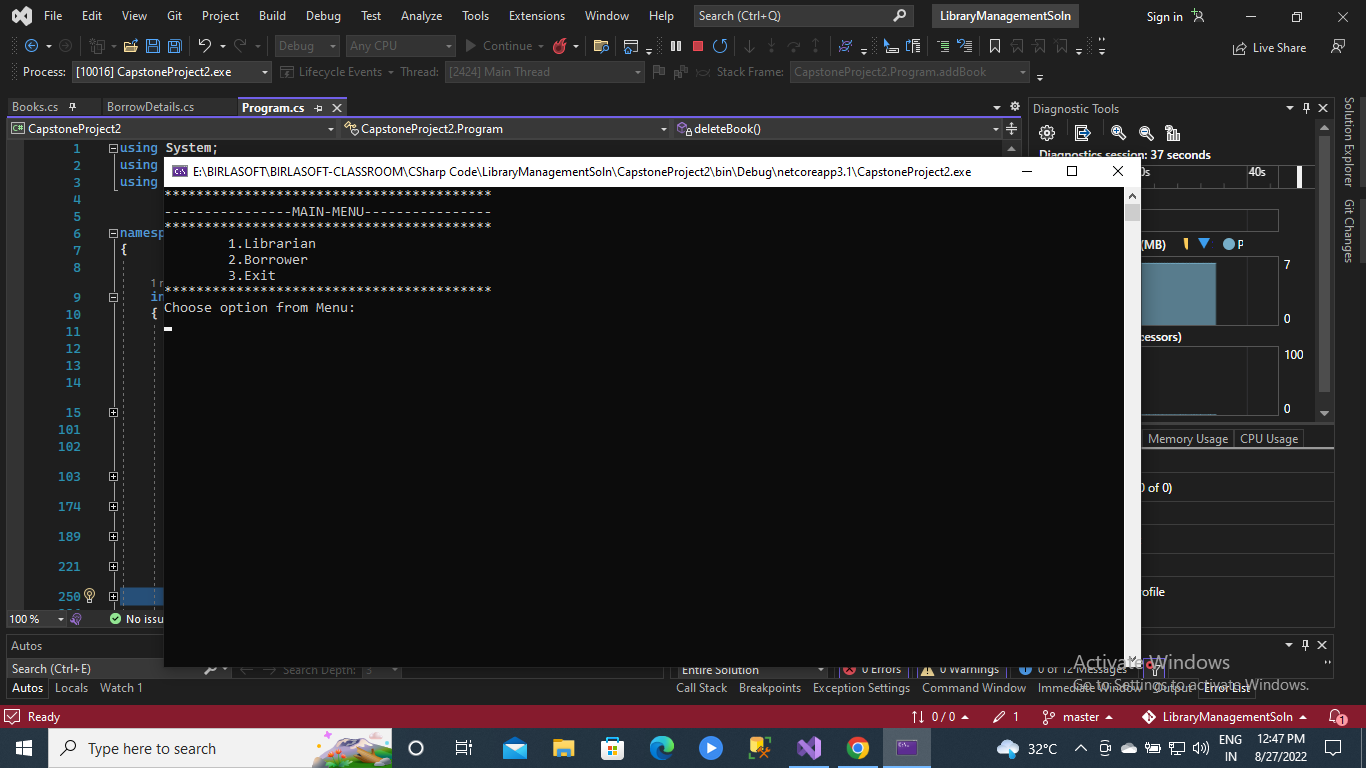 File Edit View Git Project Build Debug Test Analyze Tools Extensions Window Help Search (Ctrl+Q) LibraryManagementSoln Sign in
Debug Any CPU Continue Live Share
Process: [10016] CapstoneProject2.exe Lifecycle Events Thread: [2424] Main Thread Stack Frame: CapstoneProject2.Program.addBook
Books.cs BorrowDetails.cs Program.cs
CapstoneProject2 CapstoneProject2.Program deleteBook()
Diagnostic Tools
Diagnostics session: 37 seconds
40s
(MB)
7
0
100
0
Memory Usage CPU Usage
Solution Explorer
Git Changes
1 using System;
2 using
3 using
4
5
6 namesp
7 {
8
9 in
10 {
11
12
13
14
15
101
102
103
174
189
221
250
E:\BIRLASOFT\BIRLASOFT-CLASSROOM\CSharp Code\LibraryManagementSoln\CapstoneProject2\bin\Debug\netcoreapp3.1\CapstoneProject2.exe
*****************************************
----------------MAIN-MENU----------------
*****************************************
1.Librarian
2.Borrower
3.Exit
*****************************************
Choose option from Menu:
100 % No issu
Autos
Search (Ctrl+E) Search Depth: 3 Entire Solution 0 Errors 0 Warnings 0 of 12 Messages
Autos Locals Watch 1 Call Stack Breakpoints Exception Settings Command Window Immediate Window Output Error List
Activate Windows
Go to Settings to activate Windows.
Ready 0 / 0 1 master LibraryManagementSoln 1
Type here to search 32°C ENG IN 12:47 PM 8/27/2022